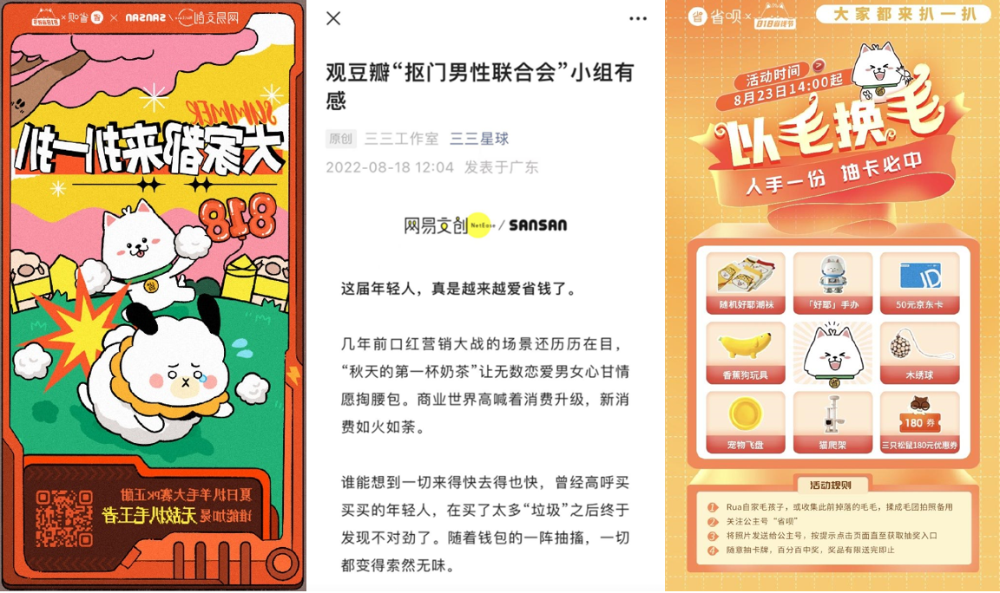 网易文创 × SANSAN × 省呗 ×
SUMMER
大家都来扒一扒
818
省
夏日扒羊毛大赛PK正酣
谁能加冕无敌扒毛王者
观豆瓣“抠门男性联合会”小组有
感
原创 三三工作室 三三星球
2022-08-18 12:04 发表于广东
网易文创 NetEase / SANSAN
这届年轻人，真是越来越爱省钱了。
几年前口红营销大战的场景还历历在目，
“秋天的第一杯奶茶”让无数恋爱男女心甘情
愿掏腰包。商业世界高喊着消费升级，新消
费如火如荼。
谁能想到一切来得快去得也快，曾经高呼买
买买的年轻人，在买了太多“垃圾”之后终于
发现不对劲了。随着钱包的一阵抽搐，一切
都变得索然无味。
省 省呗 ×
大家都来扒一扒
活动时间
8月23日14:00起
以毛换毛
人手一份 抽卡必中
随机好耶潮袜 「好耶」手办 50元京东卡
香蕉狗玩具 木绣球
180 券
宠物飞盘 猫爬架 三只松鼠180元优惠券
活动规则
1 Rua自家毛孩子，或收集此前掉落的毛毛，揉成毛团拍照备用
2 关注公主号“省呗”
3 将照片发送给公主号，按提示点击页面直至获取抽奖入口
4 随意抽卡牌，百分百中奖，奖品有限送完即止